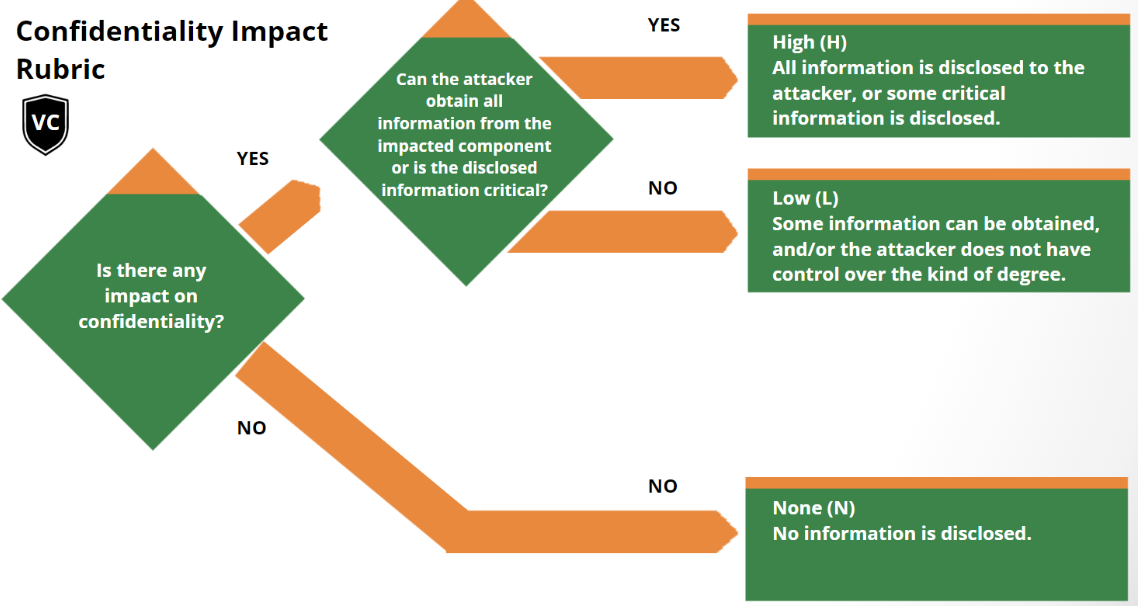 Confidentiality Impact
Rubric
VC
Is there any
impact on
confidentiality?
YES
NO
Can the attacker
obtain all
information from the
impacted component
or is the disclosed
information critical?
YES
High (H)
All information is disclosed to the
attacker, or some critical
information is disclosed.
NO
Low (L)
Some information can be obtained,
and/or the attacker does not have
control over the kind of degree.
NO
None (N)
No information is disclosed.